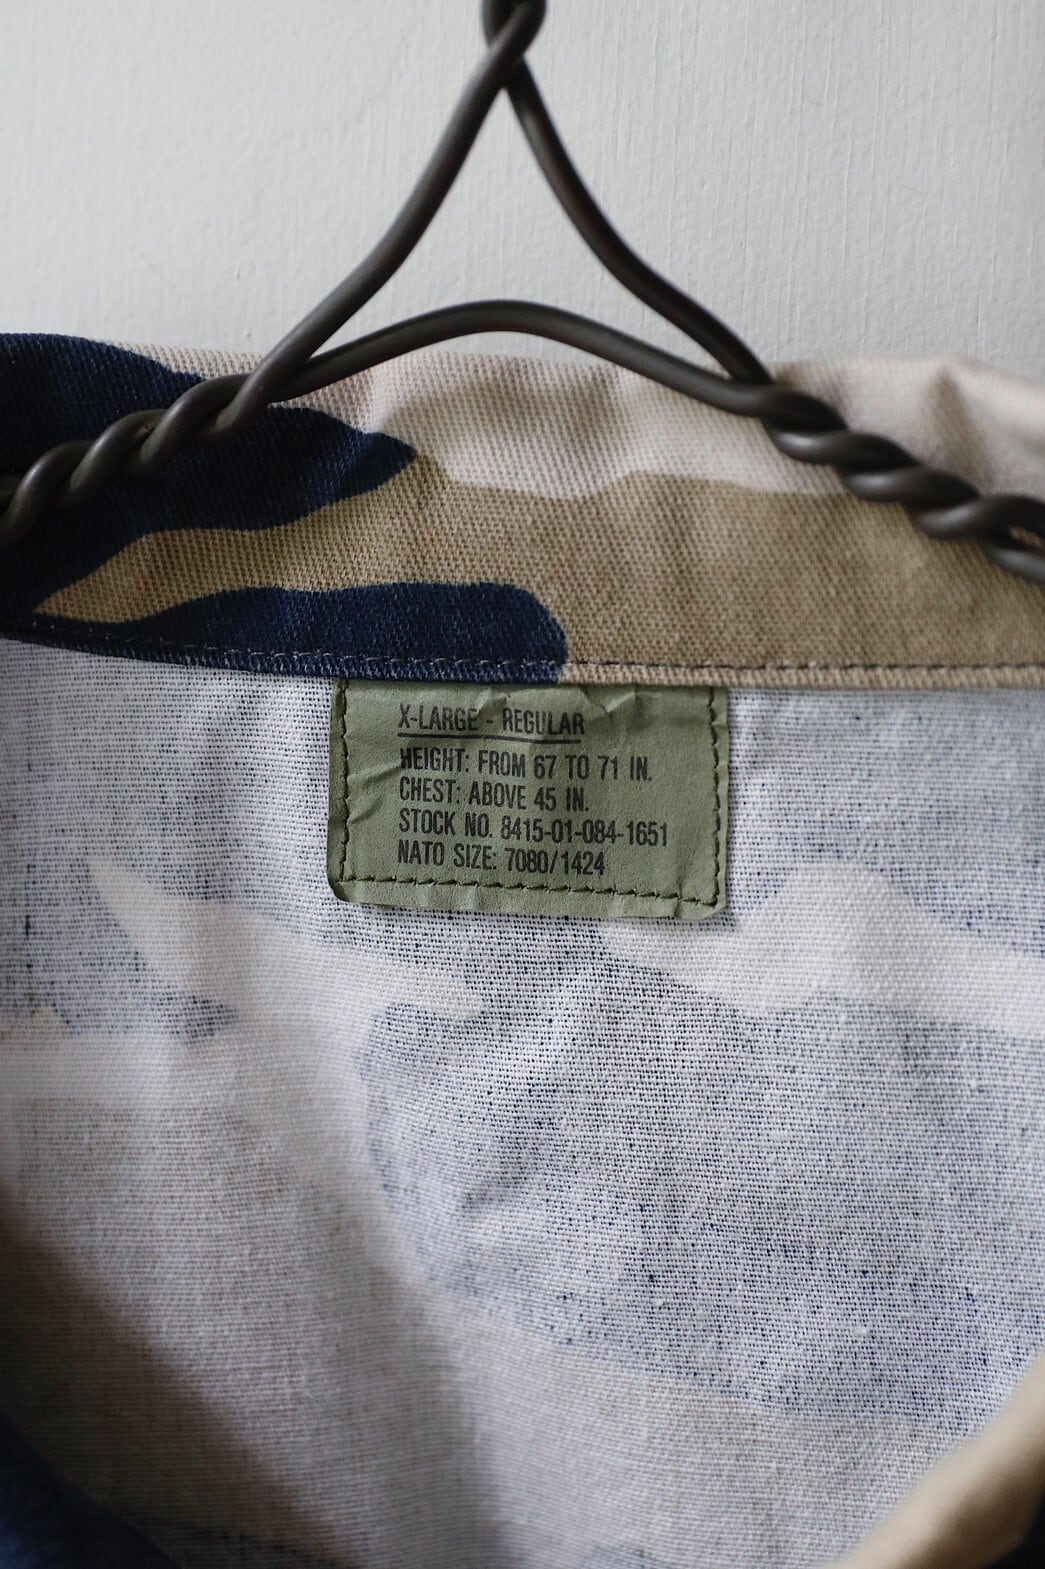 X-LARGE - REGULAR
HEIGHT: FROM 67 TO 71 IN.
CHEST: ABOVE 45 IN.
STOCK NO. 8415-01-084-1651
NATO SIZE: 7080/1424